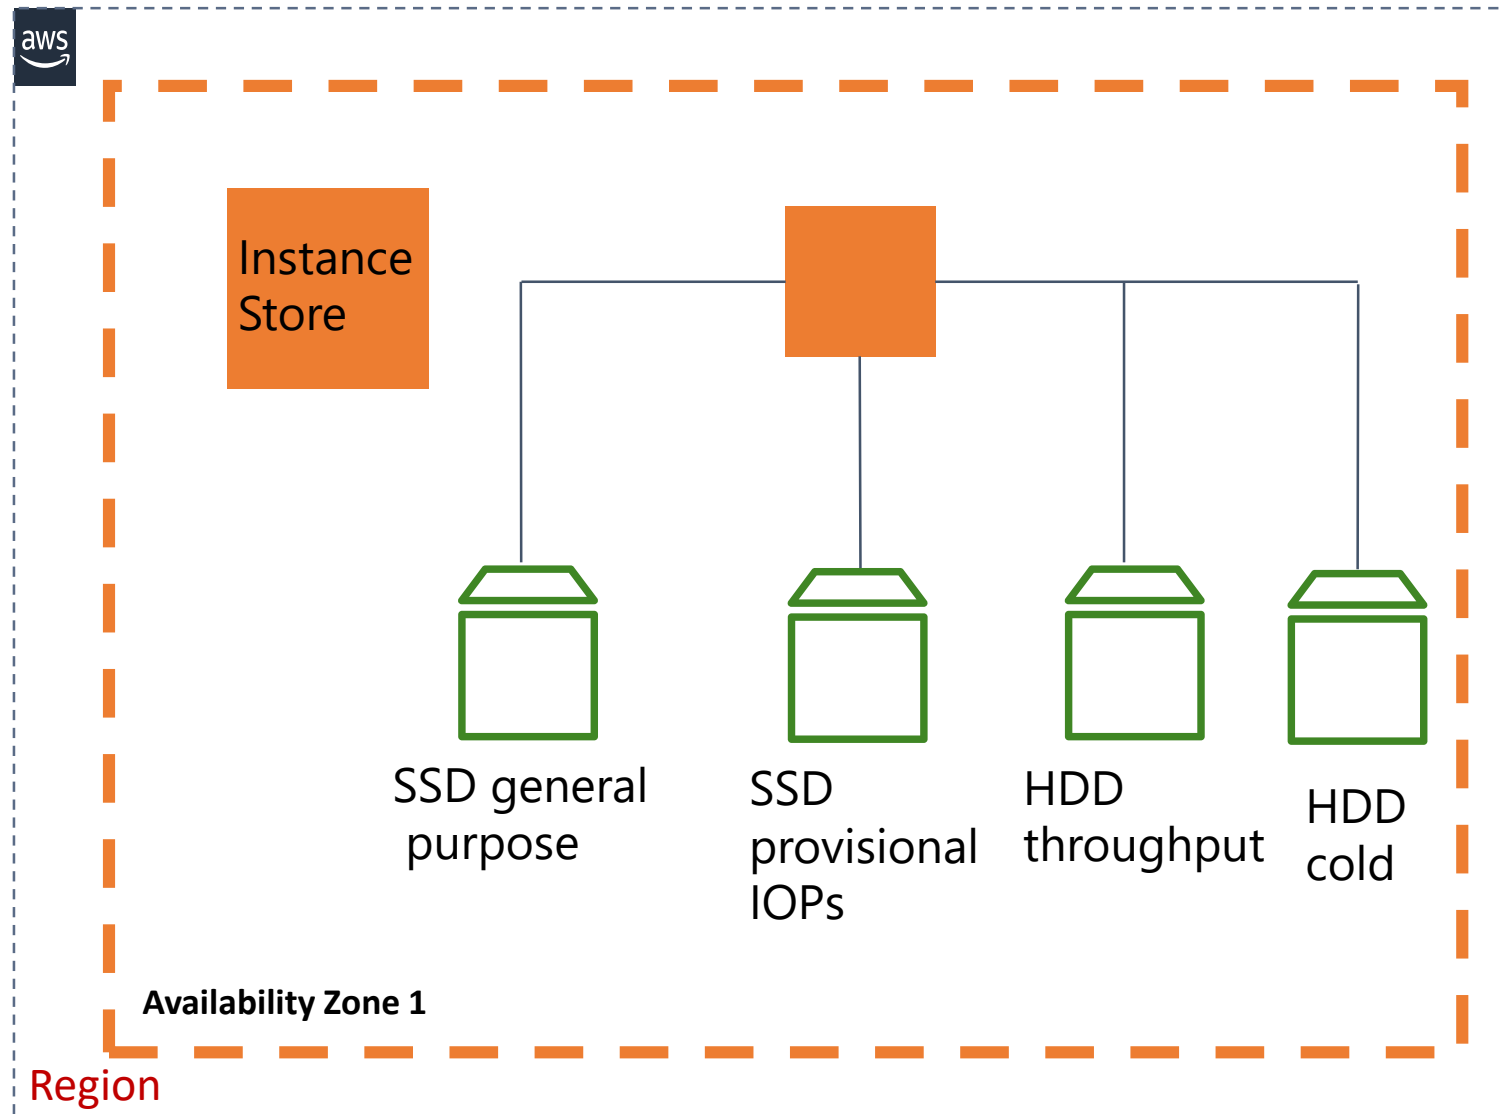 aws
Instance
Store
SSD general
purpose
SSD
provisional
IOPs
HDD
throughput
HDD
cold
Availability Zone 1
Region